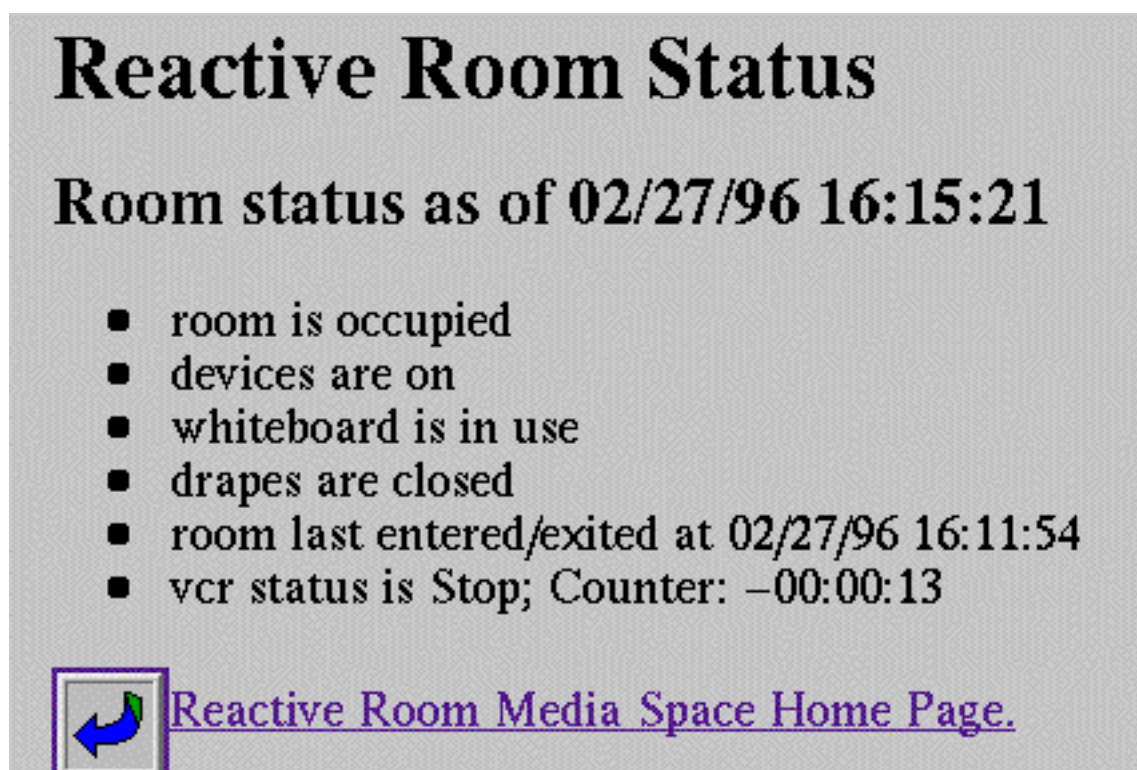 Reactive Room Status
Room status as of 02/27/96 16:15:21
room is occupied
devices are on
whiteboard is in use
drapes are closed
room last entered/exited at 02/27/96 16:11:54
vcr status is Stop; Counter: –00:00:13
Reactive Room Media Space Home Page.